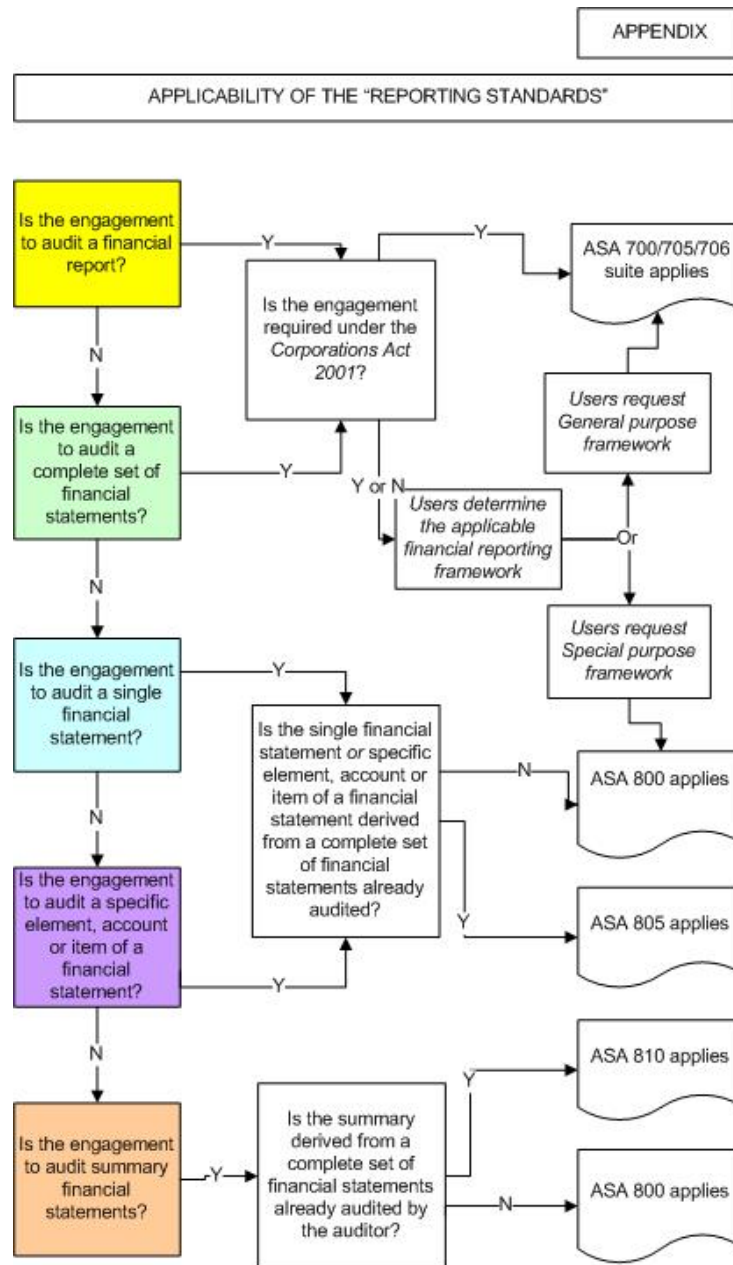 APPENDIX
APPLICABILITY OF THE “REPORTING STANDARDS”
Is the engagement
to audit a financial
report?
Y
Is the engagement
required under the
Corporations Act
2001?
Y
ASA 700/705/706
suite applies
N
Users request
General purpose
framework
Is the engagement
to audit a
complete set of
financial
statements?
Y
Y or N
Users determine
the applicable
financial reporting
framework
Or
N
Users request
Special purpose
framework
Is the engagement
to audit a single
financial
statement?
Y
Is the single financial
statement or specific
element, account or
item of a financial
statement derived
from a complete set
of financial
statements already
audited?
N
ASA 800 applies
N
Is the engagement
to audit a specific
element, account
or item of a
financial
statement?
Y
Y
ASA 805 applies
N
Is the engagement
to audit summary
financial
statements?
Y
Is the summary
derived from a
complete set of
financial statements
already audited by
the auditor?
Y
ASA 810 applies
N
ASA 800 applies